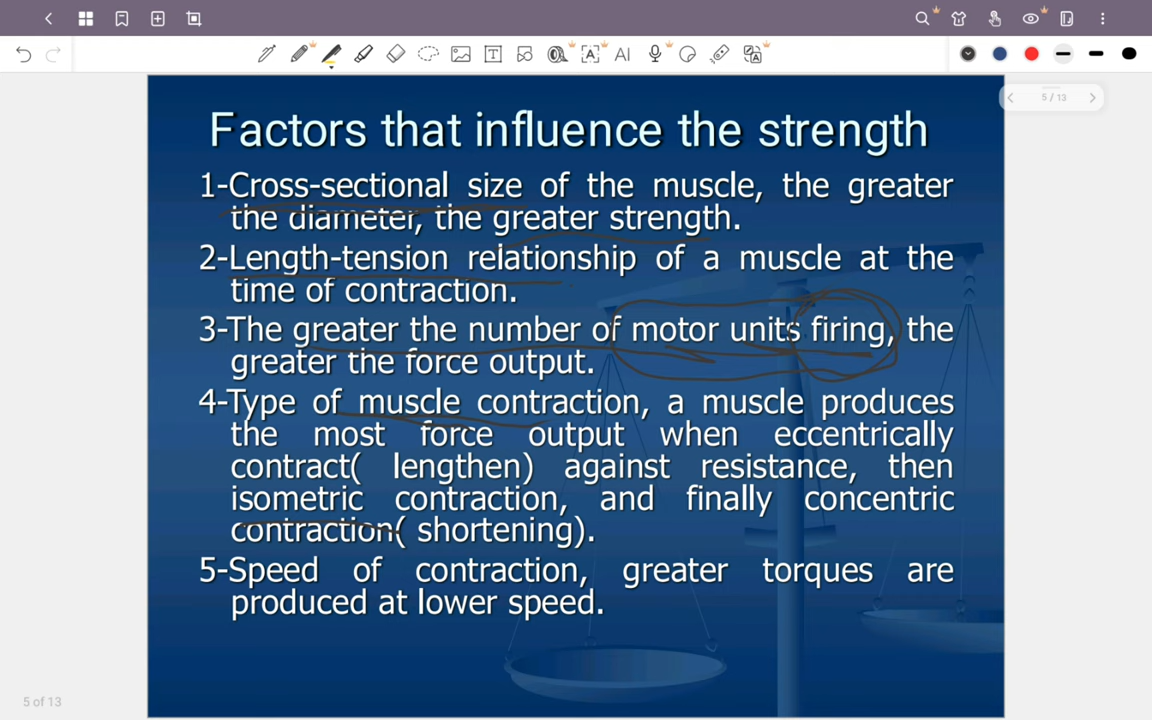 AI
5 / 13
Factors that influence the strength
1-Cross-sectional size of the muscle, the greater
the diameter, the greater strength.
2-Length-tension relationship of a muscle at the
time of contraction.
3-The greater the number of motor units firing, the
greater the force output.
4-Type of muscle contraction, a muscle produces
the most force output when eccentrically
contract( lengthen) against resistance, then
isometric contraction, and finally concentric
contraction( shortening).
5-Speed of contraction, greater torques are
produced at lower speed.
5 of 13